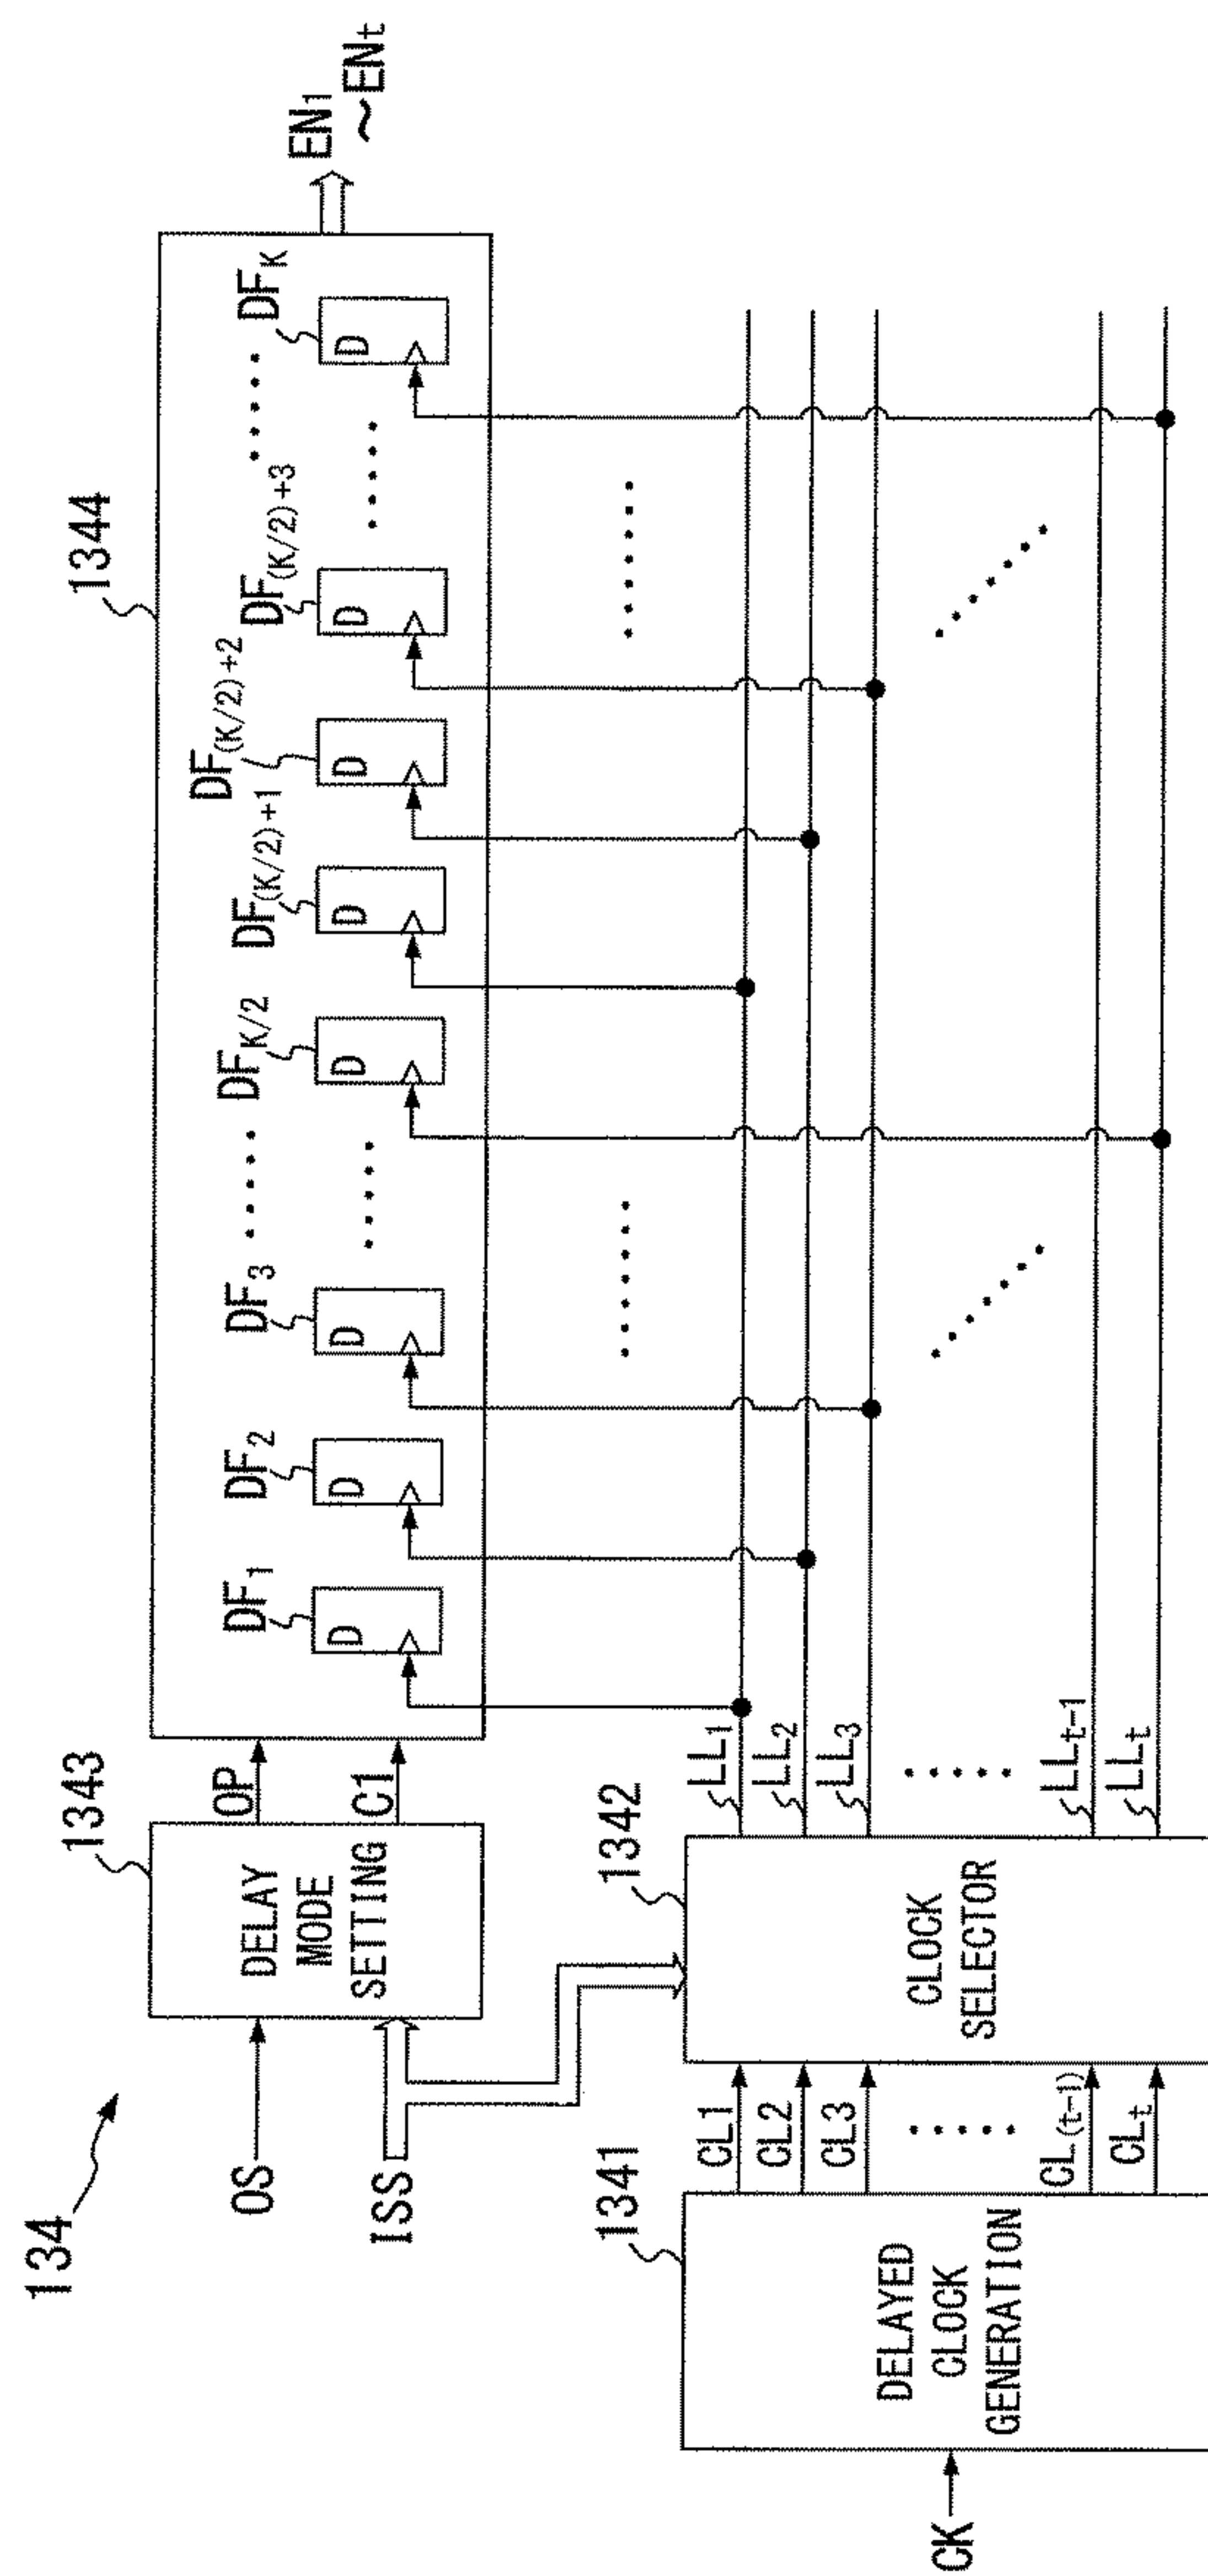 134
OS
ISS
1343
DELAY
MODE
SETTING
OP
C1
1344
DF1
DF2
DF3
.....
DFK/2
DF(K/2)+1
DF(K/2)+2
DF(K/2)+3
.....
DFK
D
D
D
.....
D
D
D
D
.....
D
EN1
~ENt
CK
1341
DELAYED
CLOCK
GENERATION
CL1
CL2
CL3
.....
CL(t-1)
CLt
1342
CLOCK
SELECTOR
LL1
LL2
LL3
.....
LLt-1
LLt